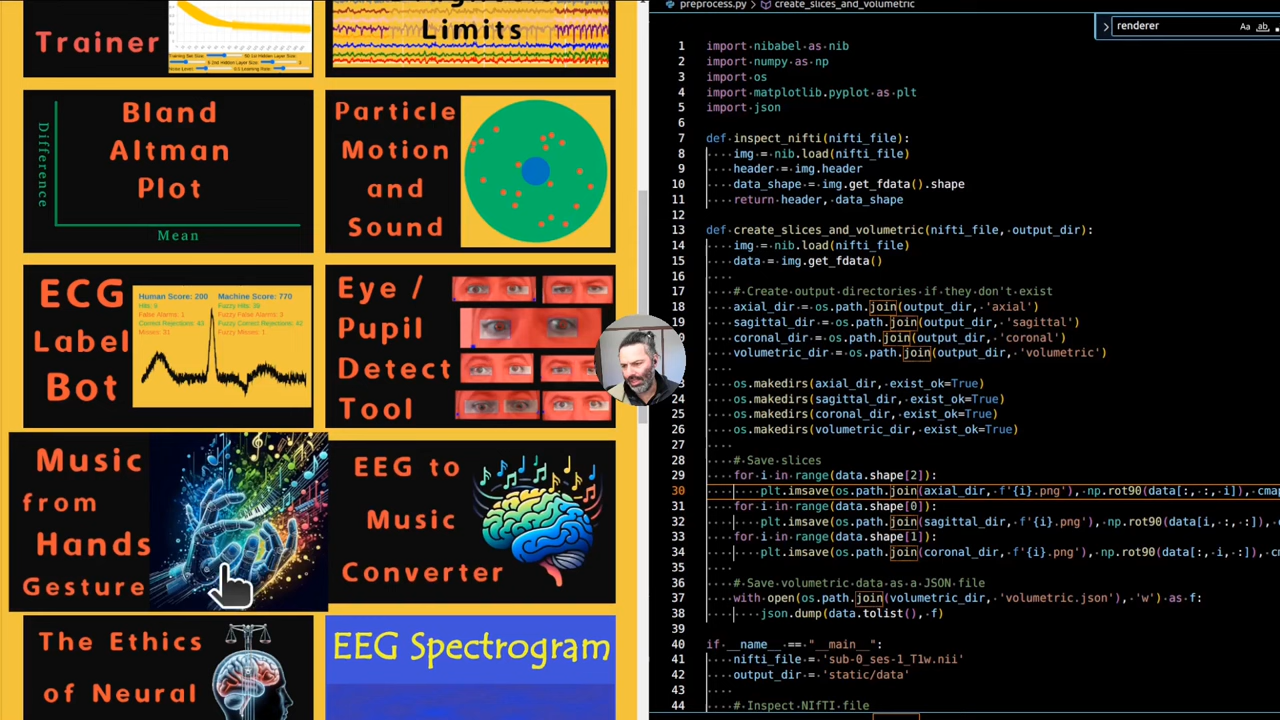 Trainer
Limits
Difference
Bland
Altman
Plot
Mean
Particle
Motion
and
Sound
ECG
Label
Bot
Human Score: 200
Machine Score: 770
Eye /
Pupil
Detect
Tool
Music
from
Hands
Gesture
EEG to
Music
Converter
The Ethics
of Neural
EEG Spectrogram
preprocess.py > create_slices_and_volumetric
renderer
1 import nibabel as nib
2 import numpy as np
3 import os
4 import matplotlib.pyplot as plt
5 import json
6
7 def inspect_nifti(nifti_file):
8 img = nib.load(nifti_file)
9 header = img.header
10 data_shape = img.get_fdata().shape
11 return header, data_shape
12
13 def create_slices_and_volumetric(nifti_file, output_dir):
14 img = nib.load(nifti_file)
15 data = img.get_fdata()
16
17 # Create output directories if they don't exist
18 axial_dir = os.path.join(output_dir, 'axial')
19 sagittal_dir = os.path.join(output_dir, 'sagittal')
20 coronal_dir = os.path.join(output_dir, 'coronal')
volumetric_dir = os.path.join(output_dir, 'volumetric')
os.makedirs(axial_dir, exist_ok=True)
24 os.makedirs(sagittal_dir, exist_ok=True)
25 os.makedirs(coronal_dir, exist_ok=True)
26 os.makedirs(volumetric_dir, exist_ok=True)
27
28 # Save slices
29 for i in range(data.shape[2]):
30 plt.imsave(os.path.join(axial_dir, f'{i}.png'), np.rot90(data[:, :, i]), cmap
31 for i in range(data.shape[0]):
32 plt.imsave(os.path.join(sagittal_dir, f'{i}.png'), np.rot90(data[i, :, :]), c
33 for i in range(data.shape[1]):
34 plt.imsave(os.path.join(coronal_dir, f'{i}.png'), np.rot90(data[:, i, :]), cm
35
36 # Save volumetric data as a JSON file
37 with open(os.path.join(volumetric_dir, 'volumetric.json'), 'w') as f:
38 json.dump(data.tolist(), f)
39
40 if __name__ == "__main__":
41 nifti_file = 'sub-0_ses-1_T1w.nii'
42 output_dir = 'static/data'
43
44 # Inspect NIfTI file